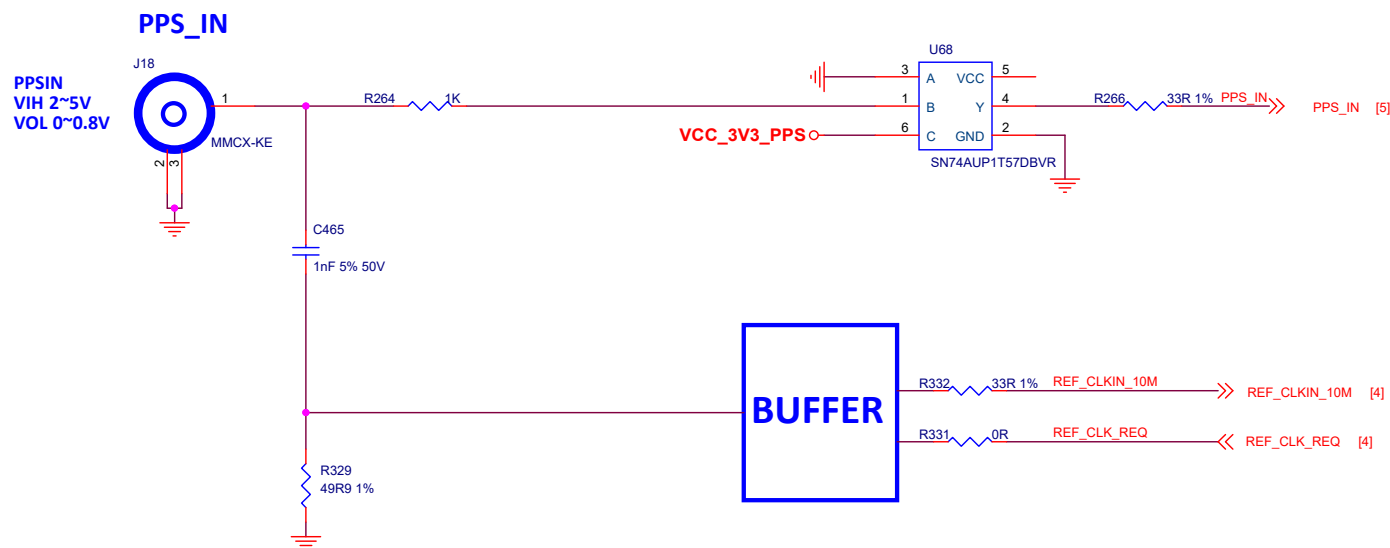 PPS_IN
J18
PPSIN
VIH 2~5V
VOL 0~0.8V
1
MMCX-KE
2
3
R264
1K
U68
3
A
VCC
5
1
B
Y
4
6
C
GND
2
VCC_3V3_PPS
SN74AUP1T57DBVR
R266
33R 1%
PPS_IN
PPS_IN [5]
C465
1nF 5% 50V
BUFFER
R332
33R 1%
REF_CLKIN_10M
REF_CLKIN_10M [4]
R331
0R
REF_CLK_REQ
REF_CLK_REQ [4]
R329
49R9 1%